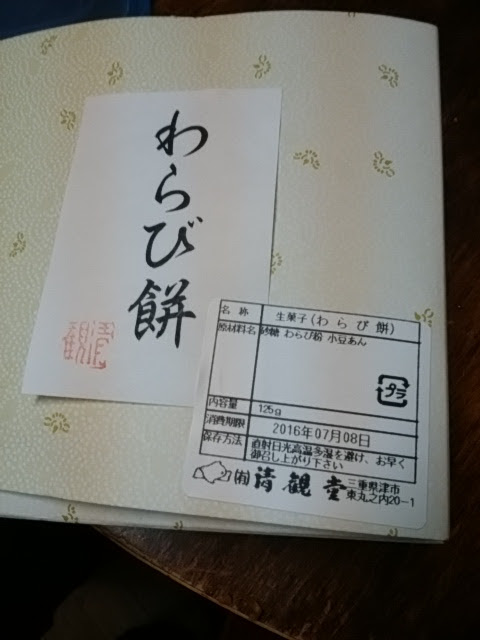 わらび餅
清観
名称 生菓子(わらび餅)
原材料名 砂糖 わらび粉 小豆あん
プラ
内容量 125g
消費期限 2016年07月08日
保存方法 直射日光高温多湿を避け、お早く
御召し上がり下さい
(有)清観堂 三重県津市
東丸之内20-1